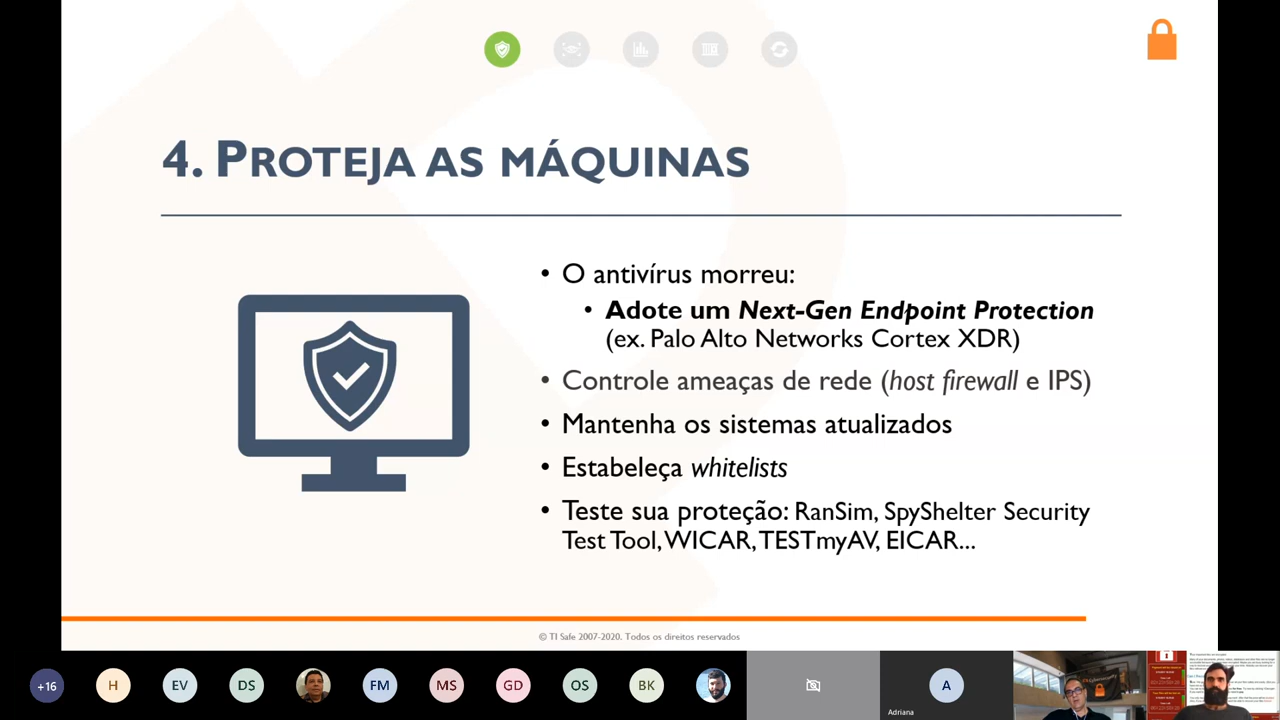 4. PROTEJA AS MÁQUINAS
• O antivírus morreu:
• Adote um Next-Gen Endpoint Protection
(ex. Palo Alto Networks Cortex XDR)
• Controle ameaças de rede (host firewall e IPS)
• Mantenha os sistemas atualizados
• Estabeleça whitelists
• Teste sua proteção: RanSim, SpyShelter Security
Test Tool, WICAR, TESTmyAV, EICAR...
© TI Safe 2007-2020. Todos os direitos reservados
+16
H
EV
DS
FM
MS
GD
OS
BK
A
Adriana